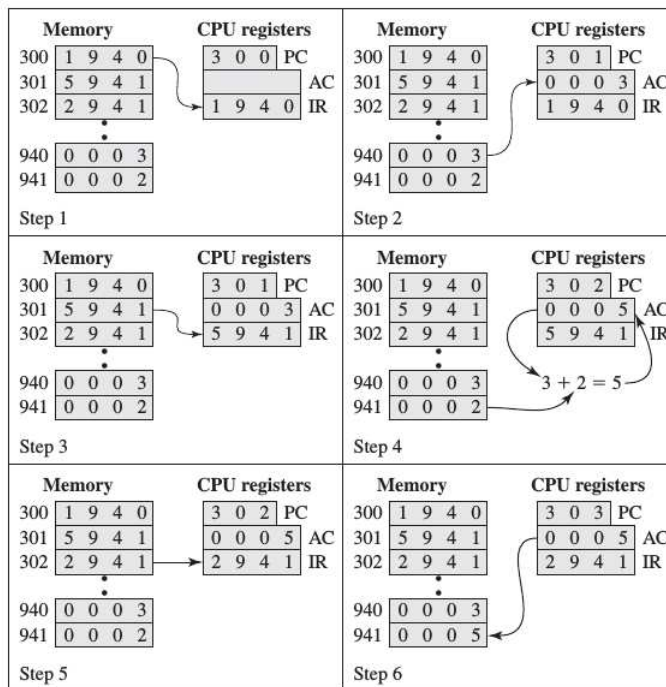 Memory CPU registers
300 1 9 4 0 3 0 0 PC
301 5 9 4 1 AC
302 2 9 4 1 1 9 4 0 IR
940 0 0 0 3
941 0 0 0 2
Step 1
Memory CPU registers
300 1 9 4 0 3 0 1 PC
301 5 9 4 1 0 0 0 3 AC
302 2 9 4 1 1 9 4 0 IR
940 0 0 0 3
941 0 0 0 2
Step 2
Memory CPU registers
300 1 9 4 0 3 0 1 PC
301 5 9 4 1 0 0 0 3 AC
302 2 9 4 1 5 9 4 1 IR
940 0 0 0 3
941 0 0 0 2
Step 3
Memory CPU registers
300 1 9 4 0 3 0 2 PC
301 5 9 4 1 0 0 0 5 AC
302 2 9 4 1 5 9 4 1 IR
940 0 0 0 3 3 + 2 = 5
941 0 0 0 2
Step 4
Memory CPU registers
300 1 9 4 0 3 0 2 PC
301 5 9 4 1 0 0 0 5 AC
302 2 9 4 1 2 9 4 1 IR
940 0 0 0 3
941 0 0 0 2
Step 5
Memory CPU registers
300 1 9 4 0 3 0 3 PC
301 5 9 4 1 0 0 0 5 AC
302 2 9 4 1 2 9 4 1 IR
940 0 0 0 3
941 0 0 0 5
Step 6